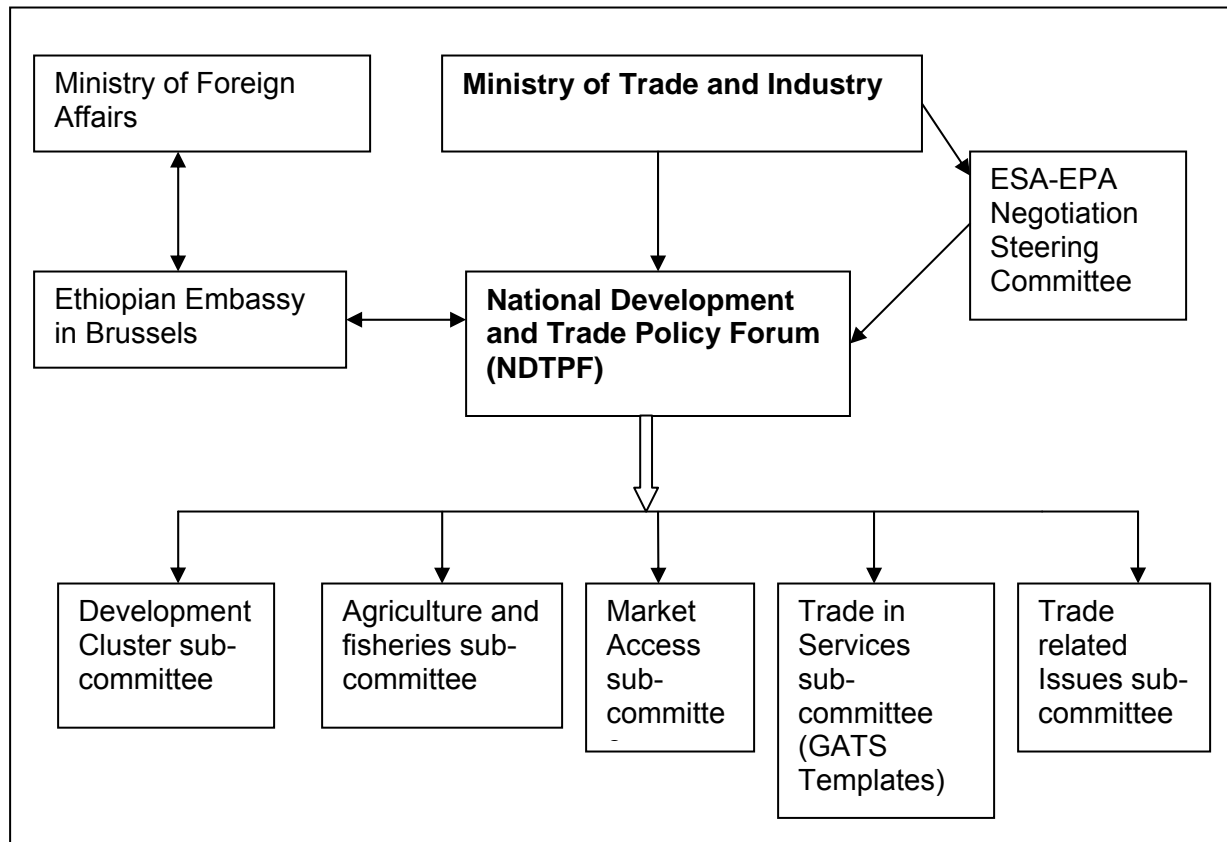 Ministry of Foreign
Affairs
Ministry of Trade and Industry
ESA-EPA
Negotiation
Steering
Committee
Ethiopian Embassy
in Brussels
National Development
and Trade Policy Forum
(NDTPF)
Development
Cluster sub-
committee
Agriculture and
fisheries sub-
committee
Market
Access
sub-
committe
Trade in
Services
sub-
committee
(GATS
Templates)
Trade
related
Issues sub-
committee